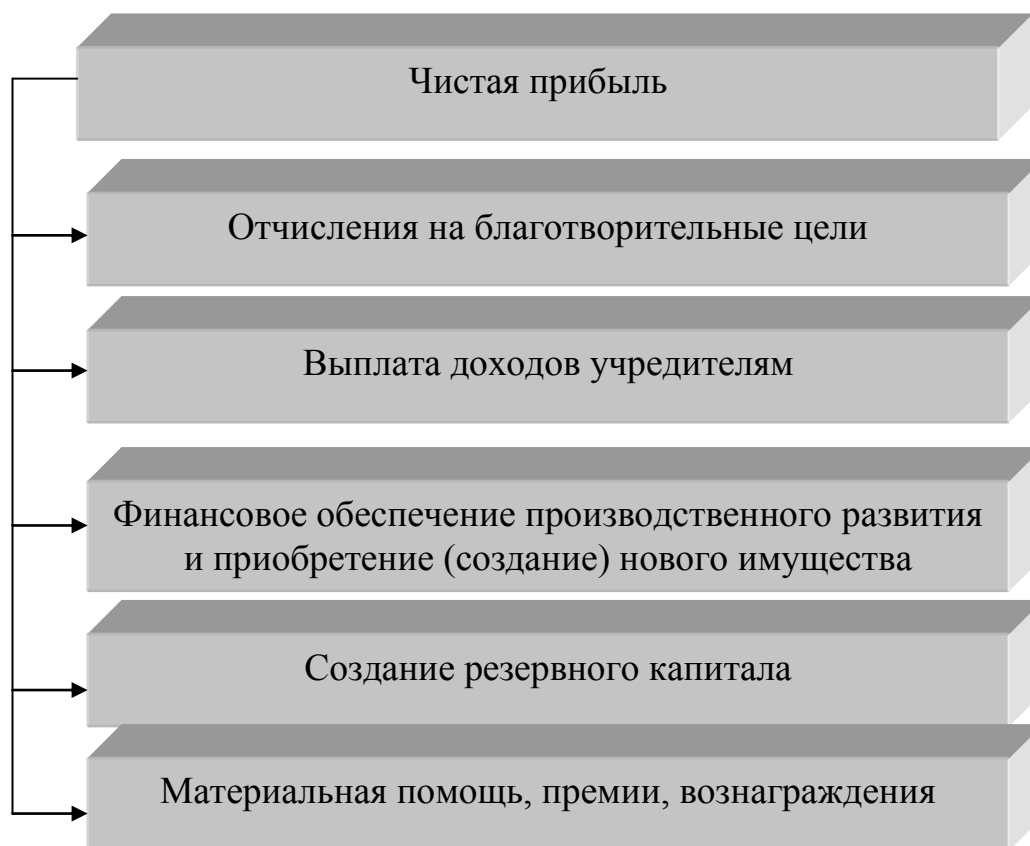 Чистая прибыль
Отчисления на благотворительные цели
Выплата доходов учредителям
Финансовое обеспечение производственного развития
и приобретение (создание) нового имущества
Создание резервного капитала
Материальная помощь, премии, вознаграждения